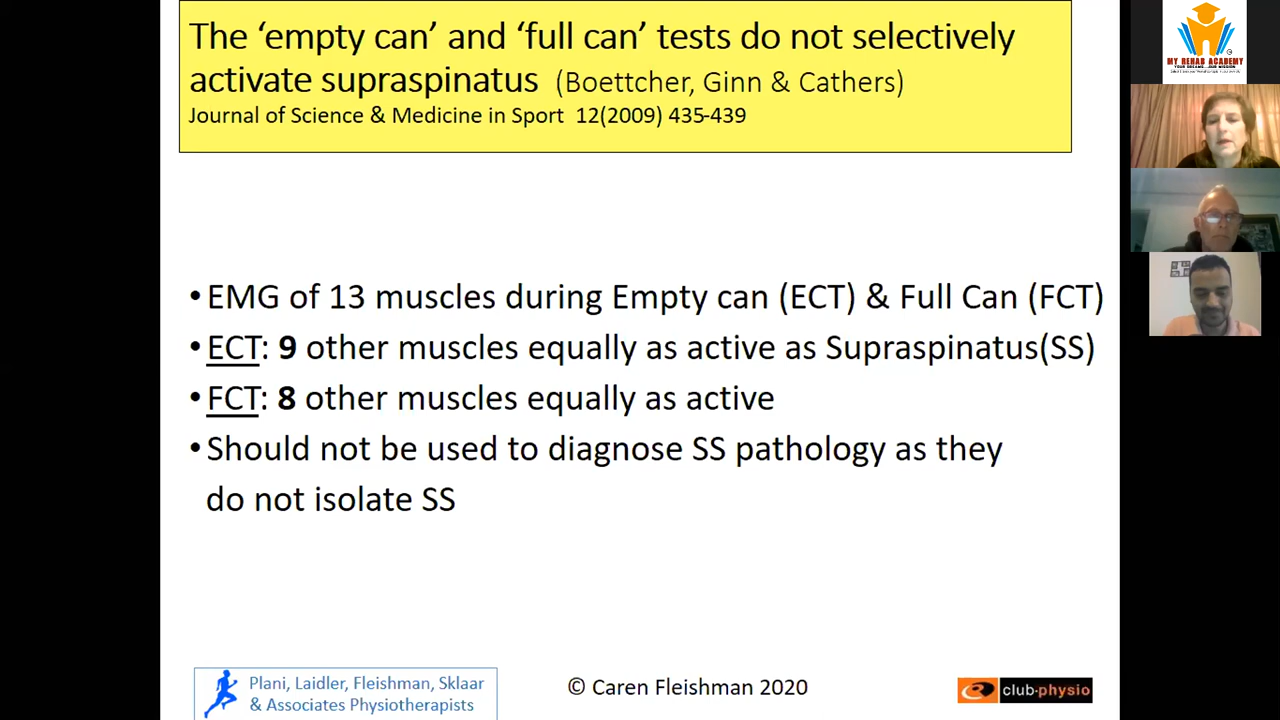 The ‘empty can’ and ‘full can’ tests do not selectively
activate supraspinatus (Boettcher, Ginn & Cathers)
Journal of Science & Medicine in Sport 12(2009) 435-439
• EMG of 13 muscles during Empty can (ECT) & Full Can (FCT)
• ECT: 9 other muscles equally as active as Supraspinatus(SS)
• FCT: 8 other muscles equally as active
• Should not be used to diagnose SS pathology as they
do not isolate SS
Plani, Laidler, Fleishman, Sklaar
& Associates Physiotherapists
© Caren Fleishman 2020
club-physio
MY REHAB ACADEMY
YOUR DREAMS...OUR MISSION